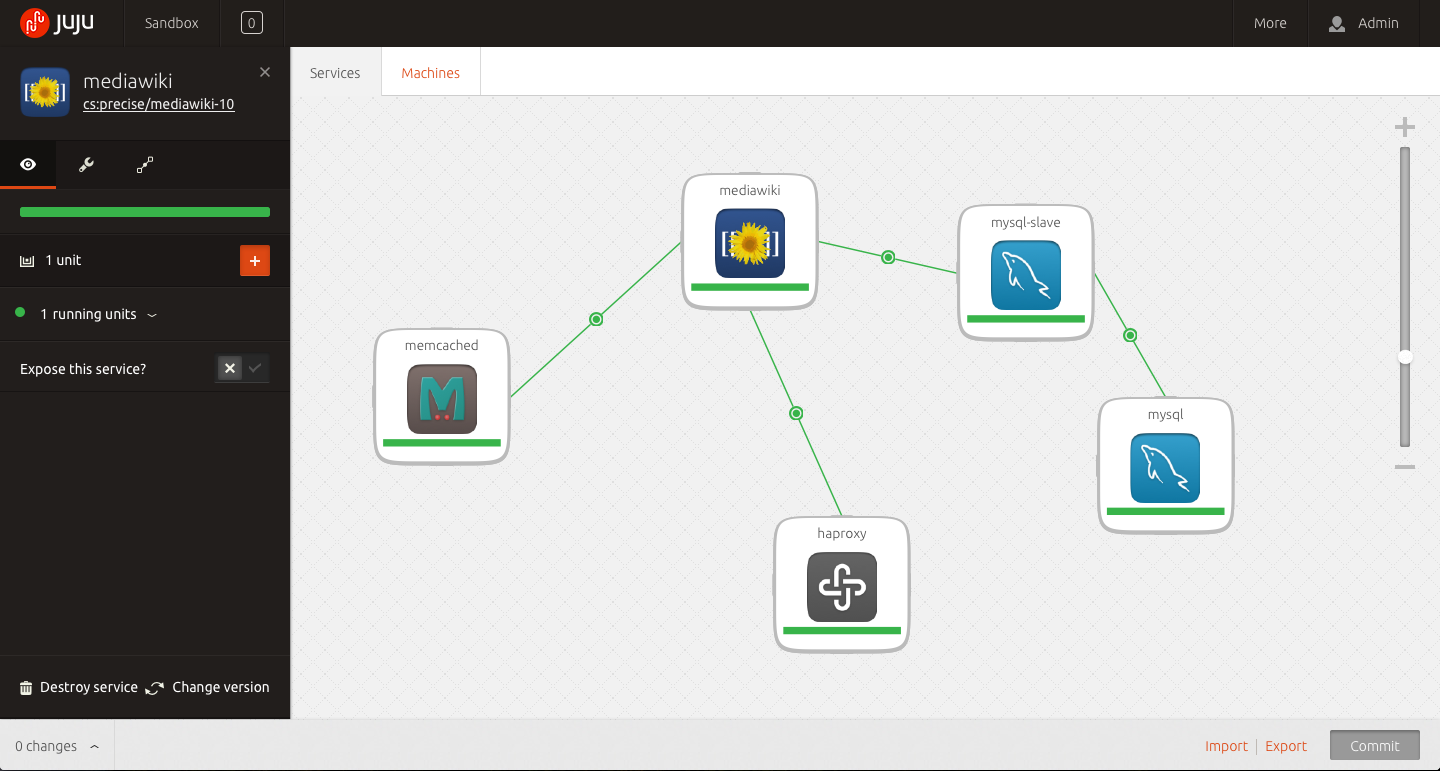 juju
Sandbox
0
More
Admin
mediawiki
cs:precise/mediawiki-10
1 unit
1 running units
Expose this service?
Destroy service
Change version
Services
Machines
mediawiki
mysql-slave
memcached
mysql
haproxy
0 changes
Import
Export
Commit